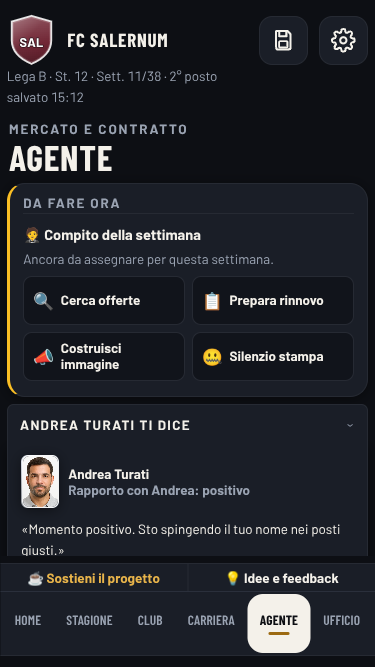 SAL
FC SALERNUM
Lega B · St. 12 · Sett. 11/38 · 2° posto
salvato 15:12
MERCATO E CONTRATTO
AGENTE
DA FARE ORA
Compito della settimana
Ancora da assegnare per questa settimana.
Cerca offerte
Prepara rinnovo
Costruisci
immagine
Silenzio stampa
ANDREA TURATI TI DICE
Andrea Turati
Rapporto con Andrea: positivo
«Momento positivo. Sto spingendo il tuo nome nei posti
giusti.»
Sostieni il progetto
Idee e feedback
HOME
STAGIONE
CLUB
CARRIERA
AGENTE
UFFICIO